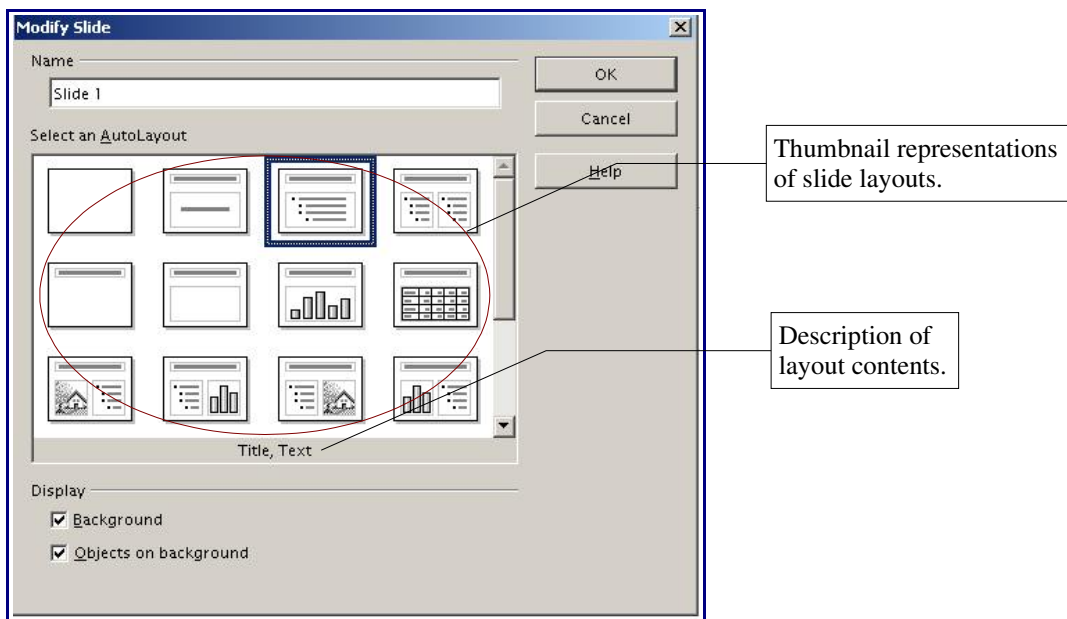 Modify Slide
Name
OK
Slide 1
Cancel
Select an AutoLayout
Help
Thumbnail representations
of slide layouts.
Description of
layout contents.
Title, Text
Display
Background
Objects on background